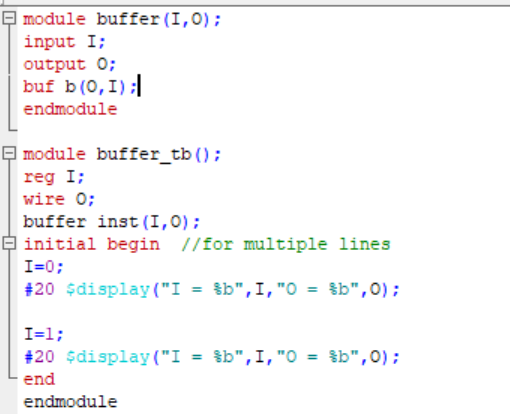 module buffer(I,O);
input I;
output O;
buf b(O,I);
endmodule
module buffer_tb();
reg I;
wire O;
buffer inst(I,O);
initial begin  //for multiple lines
I=0;
#20 $display("I = %b",I,"O = %b",O);
I=1;
#20 $display("I = %b",I,"O = %b",O);
end
endmodule